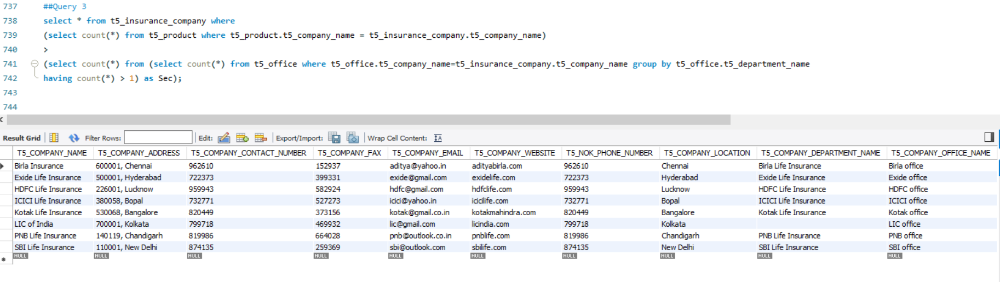 737 ##Query 3
738 select * from t5_insurance_company where
739 (select count(*) from t5_product where t5_product.t5_company_name = t5_insurance_company.t5_company_name)
740 >
741 (select count(*) from (select count(*) from t5_office where t5_office.t5_company_name=t5_insurance_company.t5_company_name group by t5_office.t5_department_name
742 having count(*) > 1) as Sec);
743
744
Result Grid Filter Rows: Edit: Export/Import: Wrap Cell Content:
T5_COMPANY_NAME T5_COMPANY_ADDRESS T5_COMPANY_CONTACT_NUMBER T5_COMPANY_FAX T5_COMPANY_EMAIL T5_COMPANY_WEBSITE T5_NOK_PHONE_NUMBER T5_COMPANY_LOCATION T5_COMPANY_DEPARTMENT_NAME T5_COMPANY_OFFICE_NAME
Birla Insurance 600001, Chennai 962610 152937 aditya@yahoo.in adityabirla.com 962610 Chennai Birla Life Insurance Birla office
Exide Life Insurance 500001, Hyderabad 722373 399331 exide@gmail.com exidelife.com 722373 Hyderabad Exide Life Insurance Exide office
HDFC Life Insurance 226001, Lucknow 959943 582924 hdfc@gmail.com hdfclife.com 959943 Lucknow HDFC Life Insurance HDFC office
ICICI Life Insurance 380058, Bopal 732771 527273 icici@yahoo.in icicilife.com 732771 Bopal ICICI Life Insurance ICICI office
Kotak Life Insurance 530068, Bangalore 820449 373156 kotak@gmail.co.in kotakmahindra.com 820449 Bangalore Kotak Life Insurance Kotak office
LIC of India 700001, Kolkata 799718 469932 lic@gmail.com licindia.com 799718 Kolkata LIC office
PNB Life Insurance 140119, Chandigarh 819986 664028 pnb@outlook.co.in pnblife.com 819986 Chandigarh PNB Life Insurance PNB office
SBI Life Insurance 110001, New Delhi 874135 259369 sbi@outlook.com sbilife.com 874135 New Delhi SBI Life Insurance SBI office
NULL NULL NULL NULL NULL NULL NULL NULL NULL NULL